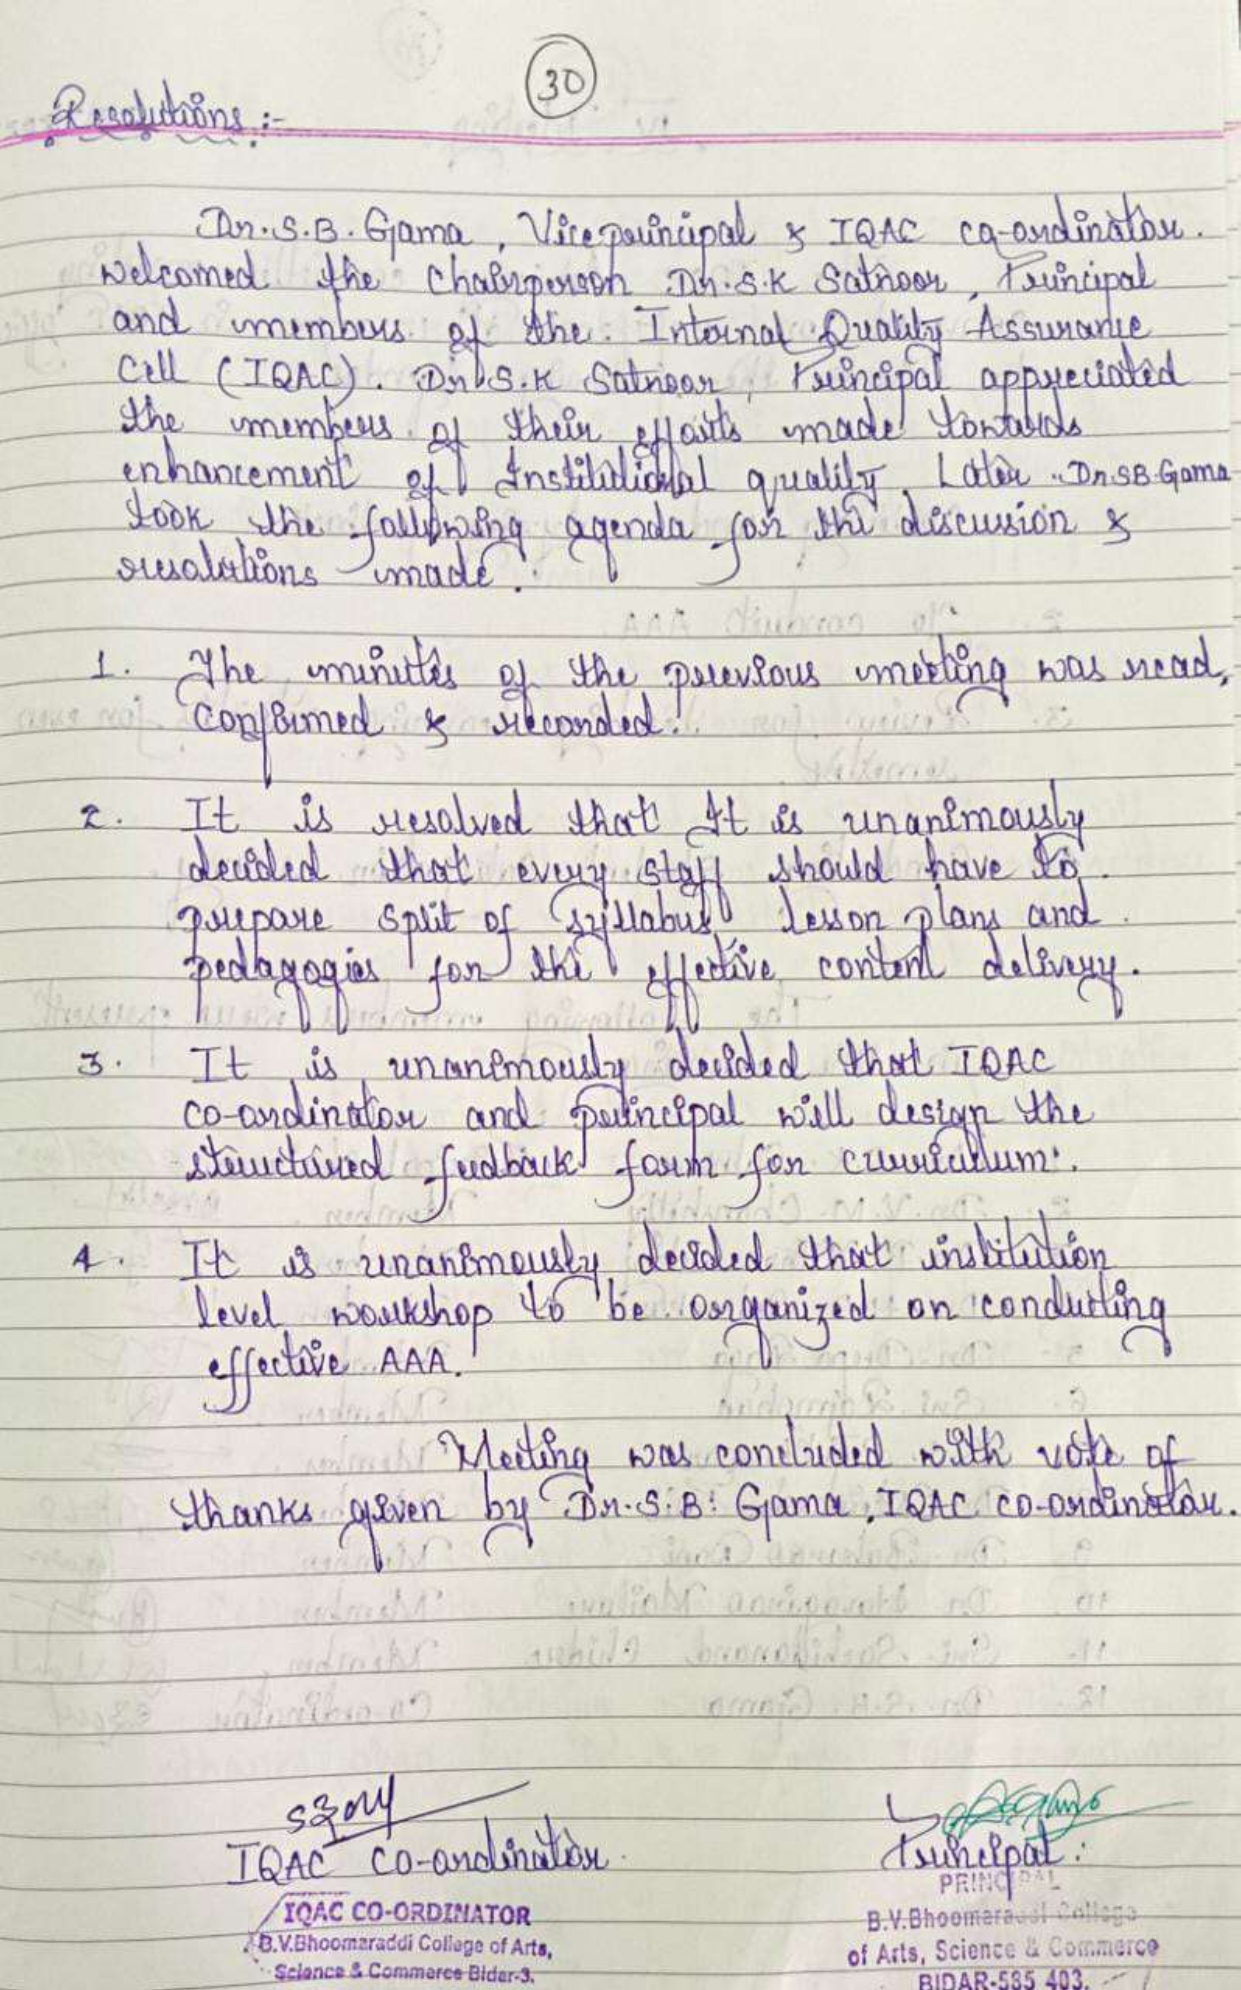 30
Resolutions :-
Dr. S.B. Gama, Vice principal & IQAC co-ordinator.
welcomed the Chairperson Dr. S.K Satnoor, Principal
and members of the Internal Quality Assurance
Cell (IQAC). Dr. S.K Satnoor, Principal appreciated
the members of their efforts made towards
enhancement of Institutional quality. Later Dr SB Gama
took the following agenda for the discussion &
resolutions made.
1. The minutes of the previous meeting was read,
confirmed & recorded.
2. It is resolved that It is unanimously
decided that every staff should have to
prepare split of syllabus lesson plans and
pedagogies for the effective content delivery.
3. It is unanimously decided that IQAC
co-ordinator and principal will design the
structured feedback form for curriculum.
4. It is unanimously decided that institution
level workshop to be organized on conducting
effective AAA.
Meeting was concluded with vote of
thanks given by Dr. S. B. Gama, IQAC co-ordinator.
IQAC Co-ordinator.
Principal.
IQAC CO-ORDINATOR
B.V.Bhoomaraddi College of Arts,
Science & Commerce Bidar-3.
PRINCIPAL
B.V.Bhoomaraddi College
of Arts, Science & Commerce
BIDAR-585 403.